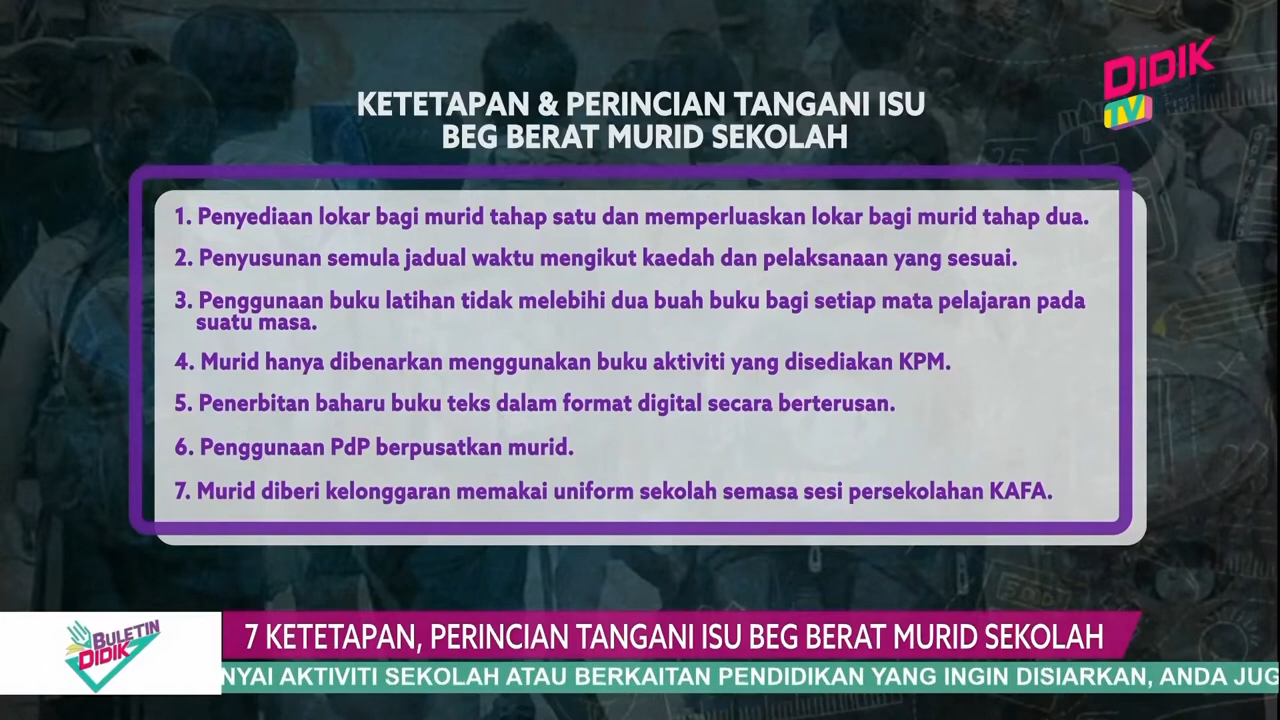 DIDIK
TV
KETETAPAN & PERINCIAN TANGANI ISU
BEG BERAT MURID SEKOLAH
1. Penyediaan lokar bagi murid tahap satu dan memperluaskan lokar bagi murid tahap dua.
2. Penyusunan semula jadual waktu mengikut kaedah dan pelaksanaan yang sesuai.
3. Penggunaan buku latihan tidak melebihi dua buah buku bagi setiap mata pelajaran pada
suatu masa.
4. Murid hanya dibenarkan menggunakan buku aktiviti yang disediakan KPM.
5. Penerbitan baharu buku teks dalam format digital secara berterusan.
6. Penggunaan PdP berpusatkan murid.
7. Murid diberi kelonggaran memakai uniform sekolah semasa sesi persekolahan KAFA.
BULETIN
DIDIK
7 KETETAPAN, PERINCIAN TANGANI ISU BEG BERAT MURID SEKOLAH
NYAI AKTIVITI SEKOLAH ATAU BERKAITAN PENDIDIKAN YANG INGIN DISIARKAN, ANDA JUG